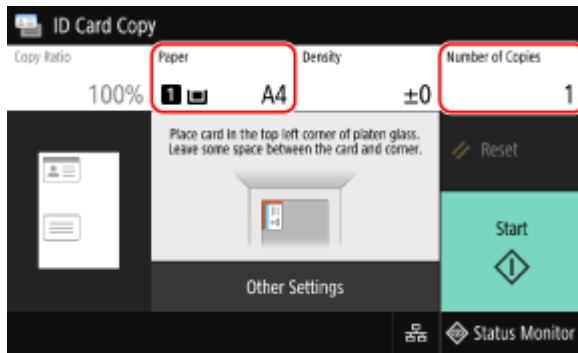 ID Card Copy
Copy Ratio
100%
Paper
1 A4
Density
±0
Number of Copies
1
Place card in the top left corner of platen glass.
Leave some space between the card and corner.
Reset
Start
Other Settings
Status Monitor